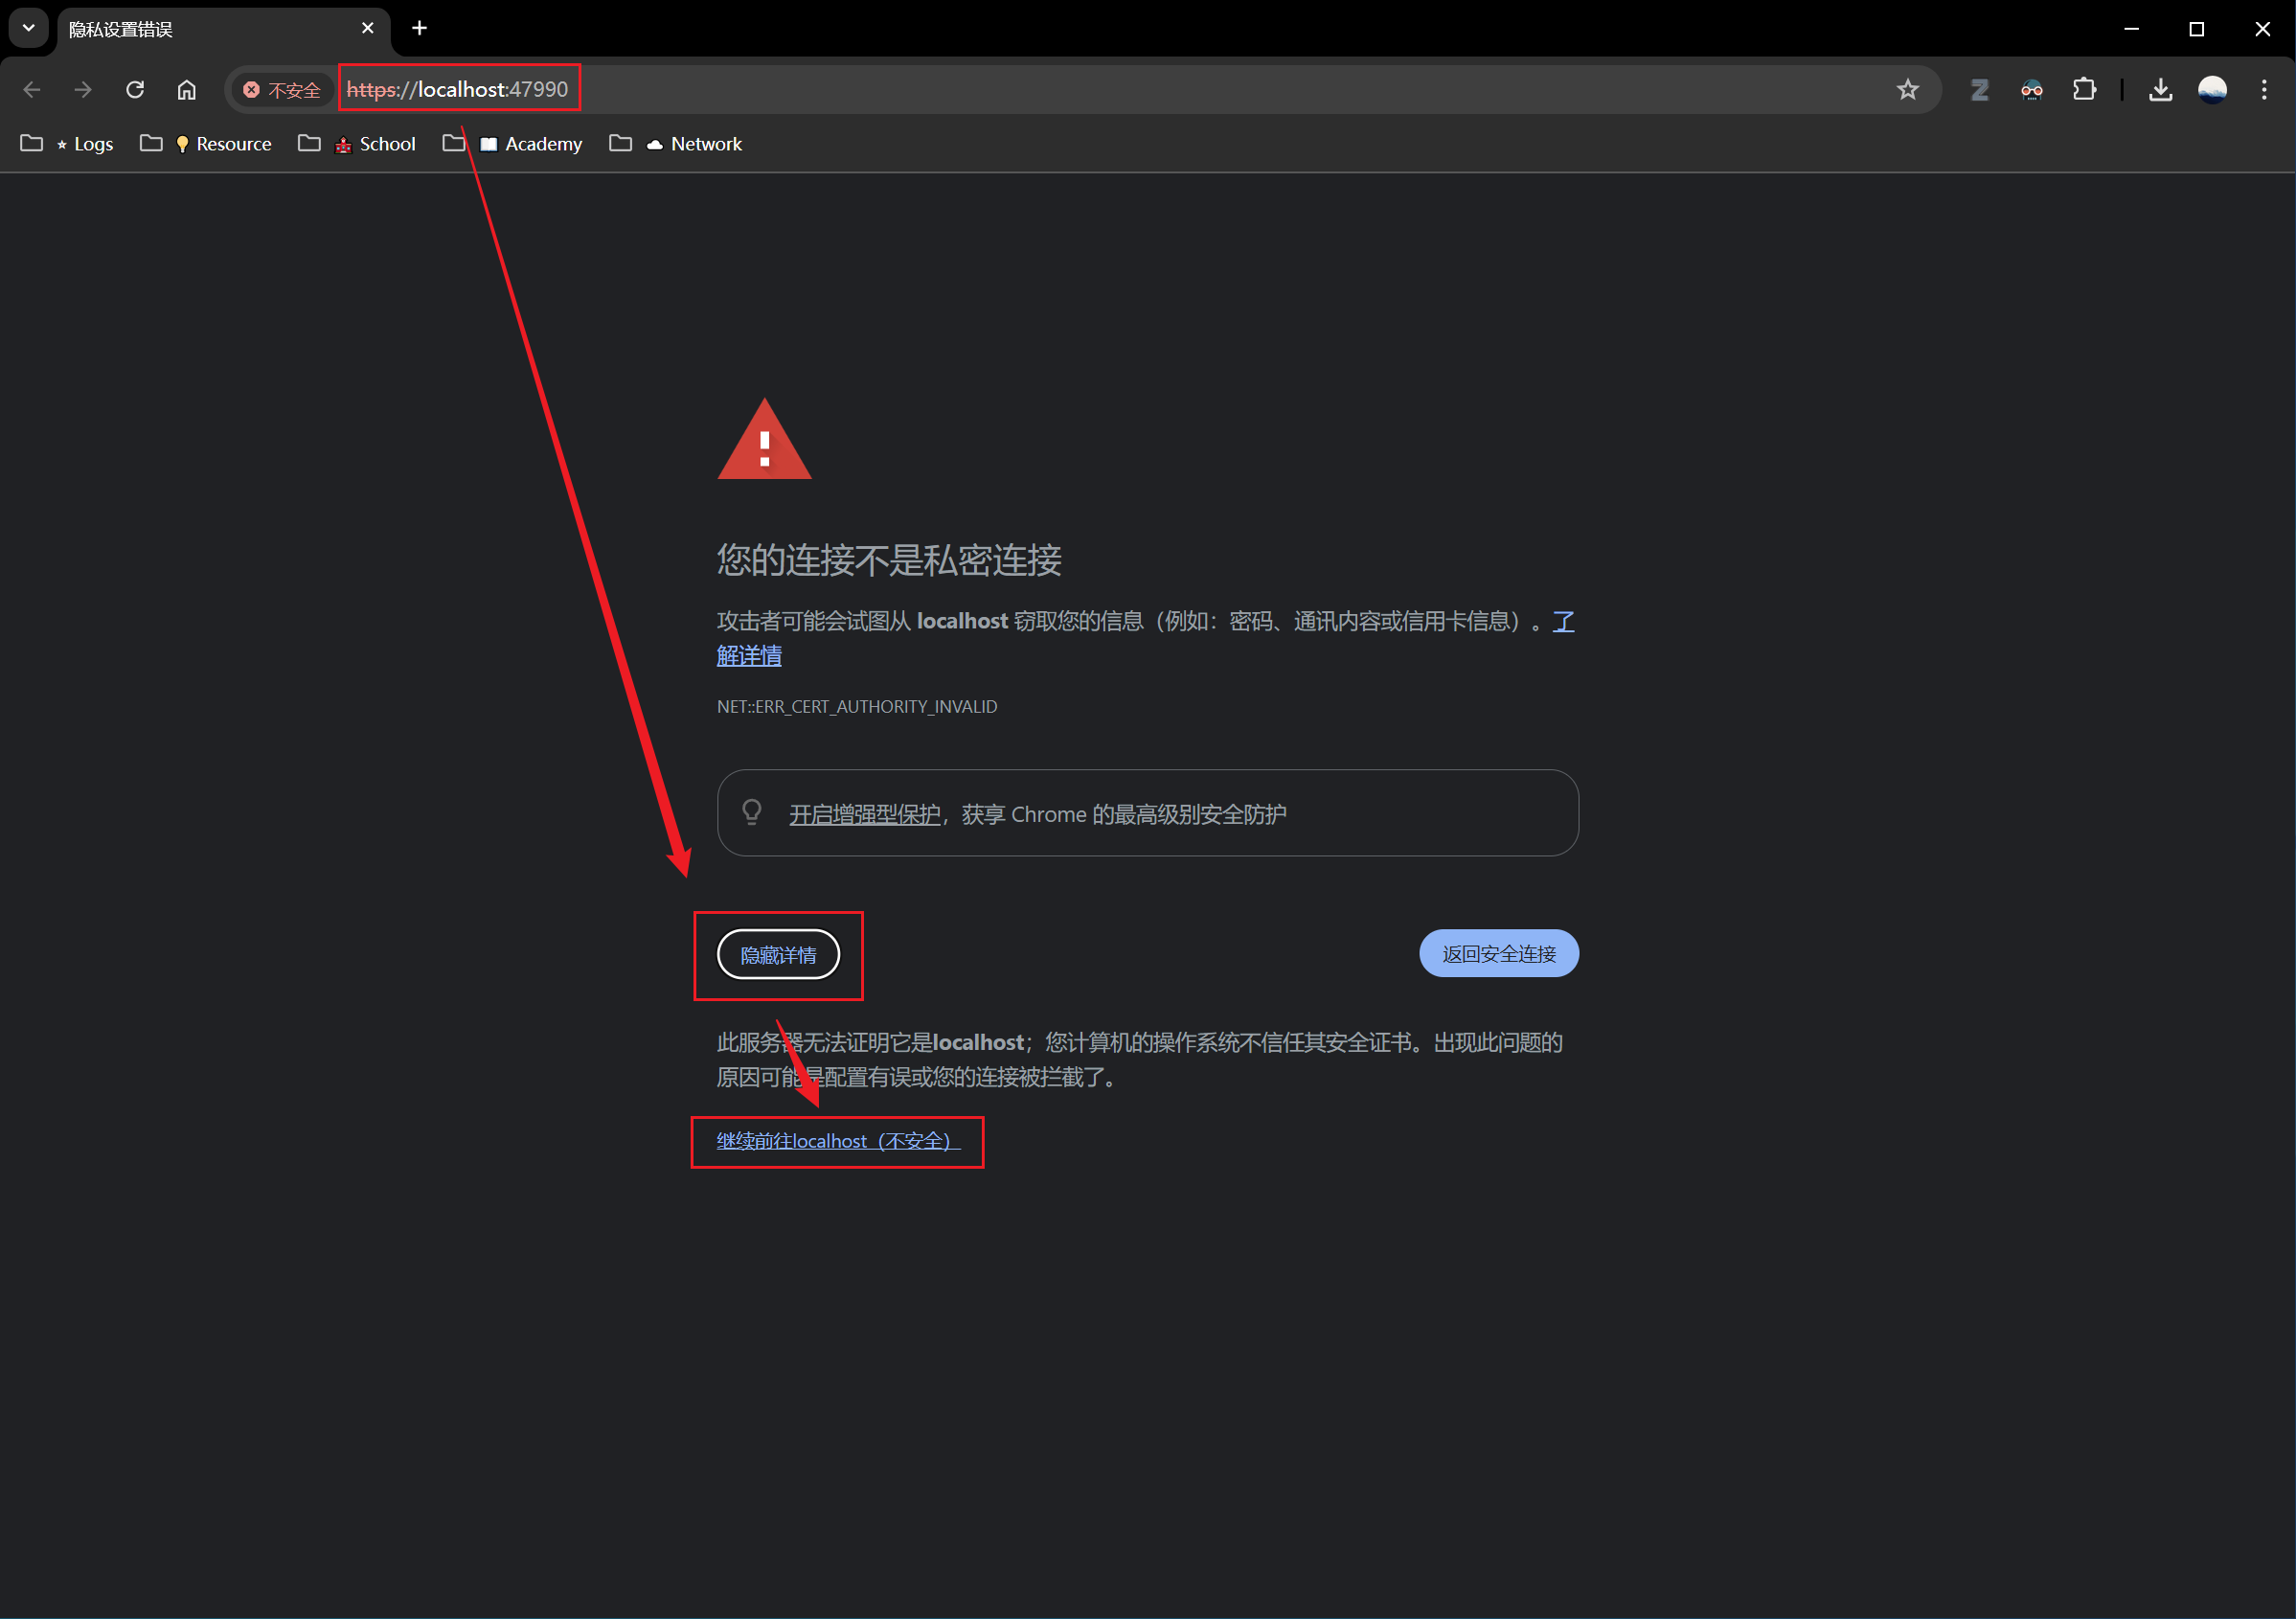 隐私设置错误
不安全 https://localhost:47990
Logs Resource School Academy Network
您的连接不是私密连接
攻击者可能会试图从 localhost 窃取您的信息（例如：密码、通讯内容或信用卡信息）。了
解详情
NET::ERR_CERT_AUTHORITY_INVALID
开启增强型保护，获享 Chrome 的最高级别安全防护
隐藏详情 返回安全连接
此服务器无法证明它是localhost；您计算机的操作系统不信任其安全证书。出现此问题的
原因可能是配置有误或您的连接被拦截了。
继续前往localhost（不安全）